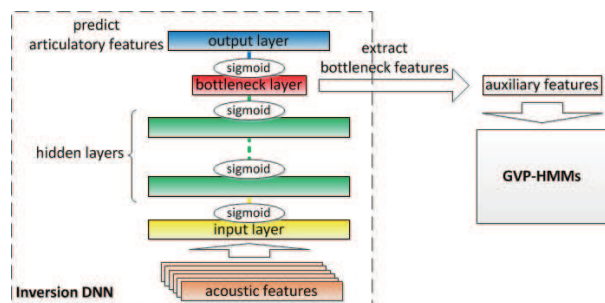 predict
articulatory features
output layer
sigmoid
bottleneck layer
sigmoid
hidden layers
sigmoid
sigmoid
input layer
acoustic features
Inversion DNN
extract
bottleneck features
auxiliary features
GVP-HMMs